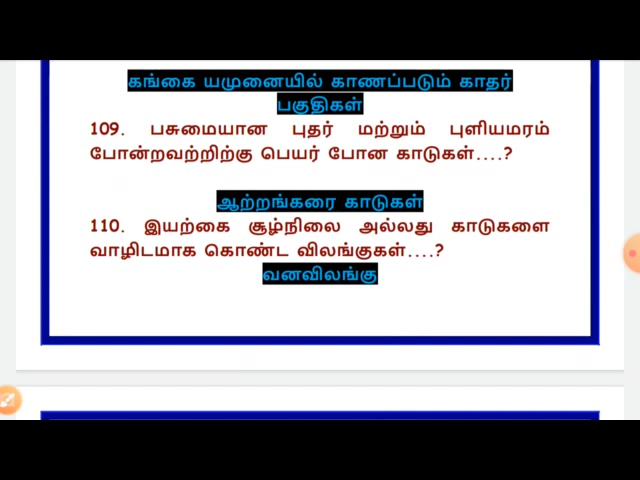 கங்கை யமுனையில் காணப்படும் காதர்
பகுதிகள்
109. பசுமையான புதர் மற்றும் புளியமரம்
போன்றவற்றிற்கு பெயர் போன காடுகள்....?
ஆற்றங்கரை காடுகள்
110. இயற்கை சூழ்நிலை அல்லது காடுகளை
வாழிடமாக கொண்ட விலங்குகள்....?
வனவிலங்கு